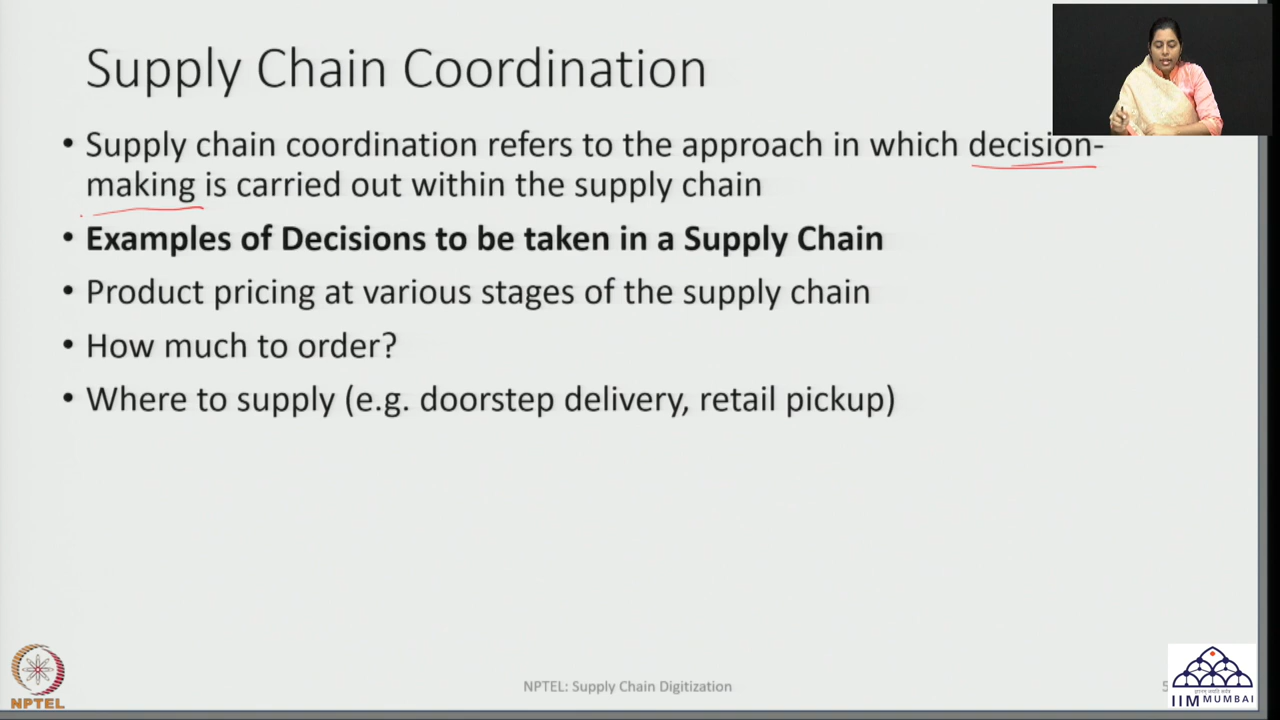 Supply Chain Coordination
• Supply chain coordination refers to the approach in which decision-
making is carried out within the supply chain
• Examples of Decisions to be taken in a Supply Chain
• Product pricing at various stages of the supply chain
• How much to order?
• Where to supply (e.g. doorstep delivery, retail pickup)
NPTEL
NPTEL: Supply Chain Digitization
IIM MUMBAI